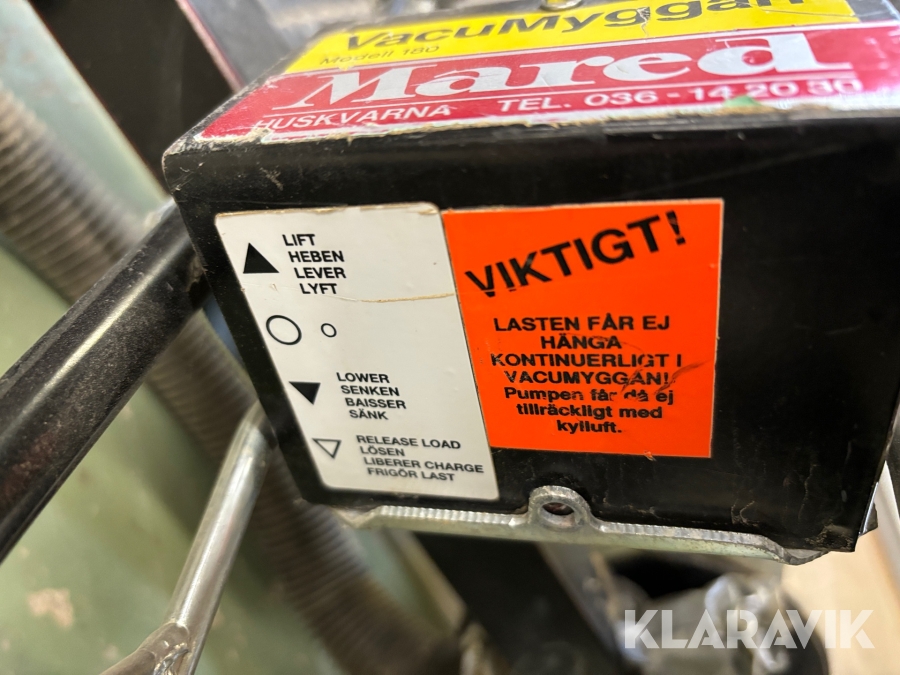 VacuMyggan
Modell 180
Mared
HUSKVARNA TEL. 036-14 20 30
LIFT
HEBEN
LEVER
LYFT
LOWER
SENKEN
BAISSER
SÄNK
RELEASE LOAD
LÖSEN
LIBERER CHARGE
FRIGÖR LAST
VIKTIGT!
LASTEN FÅR EJ
HÄNGA
KONTINUERLIGT I
VACUMYGGAN!
Pumpen får då ej
tillräckligt med
kylluft.
KLARAVIK